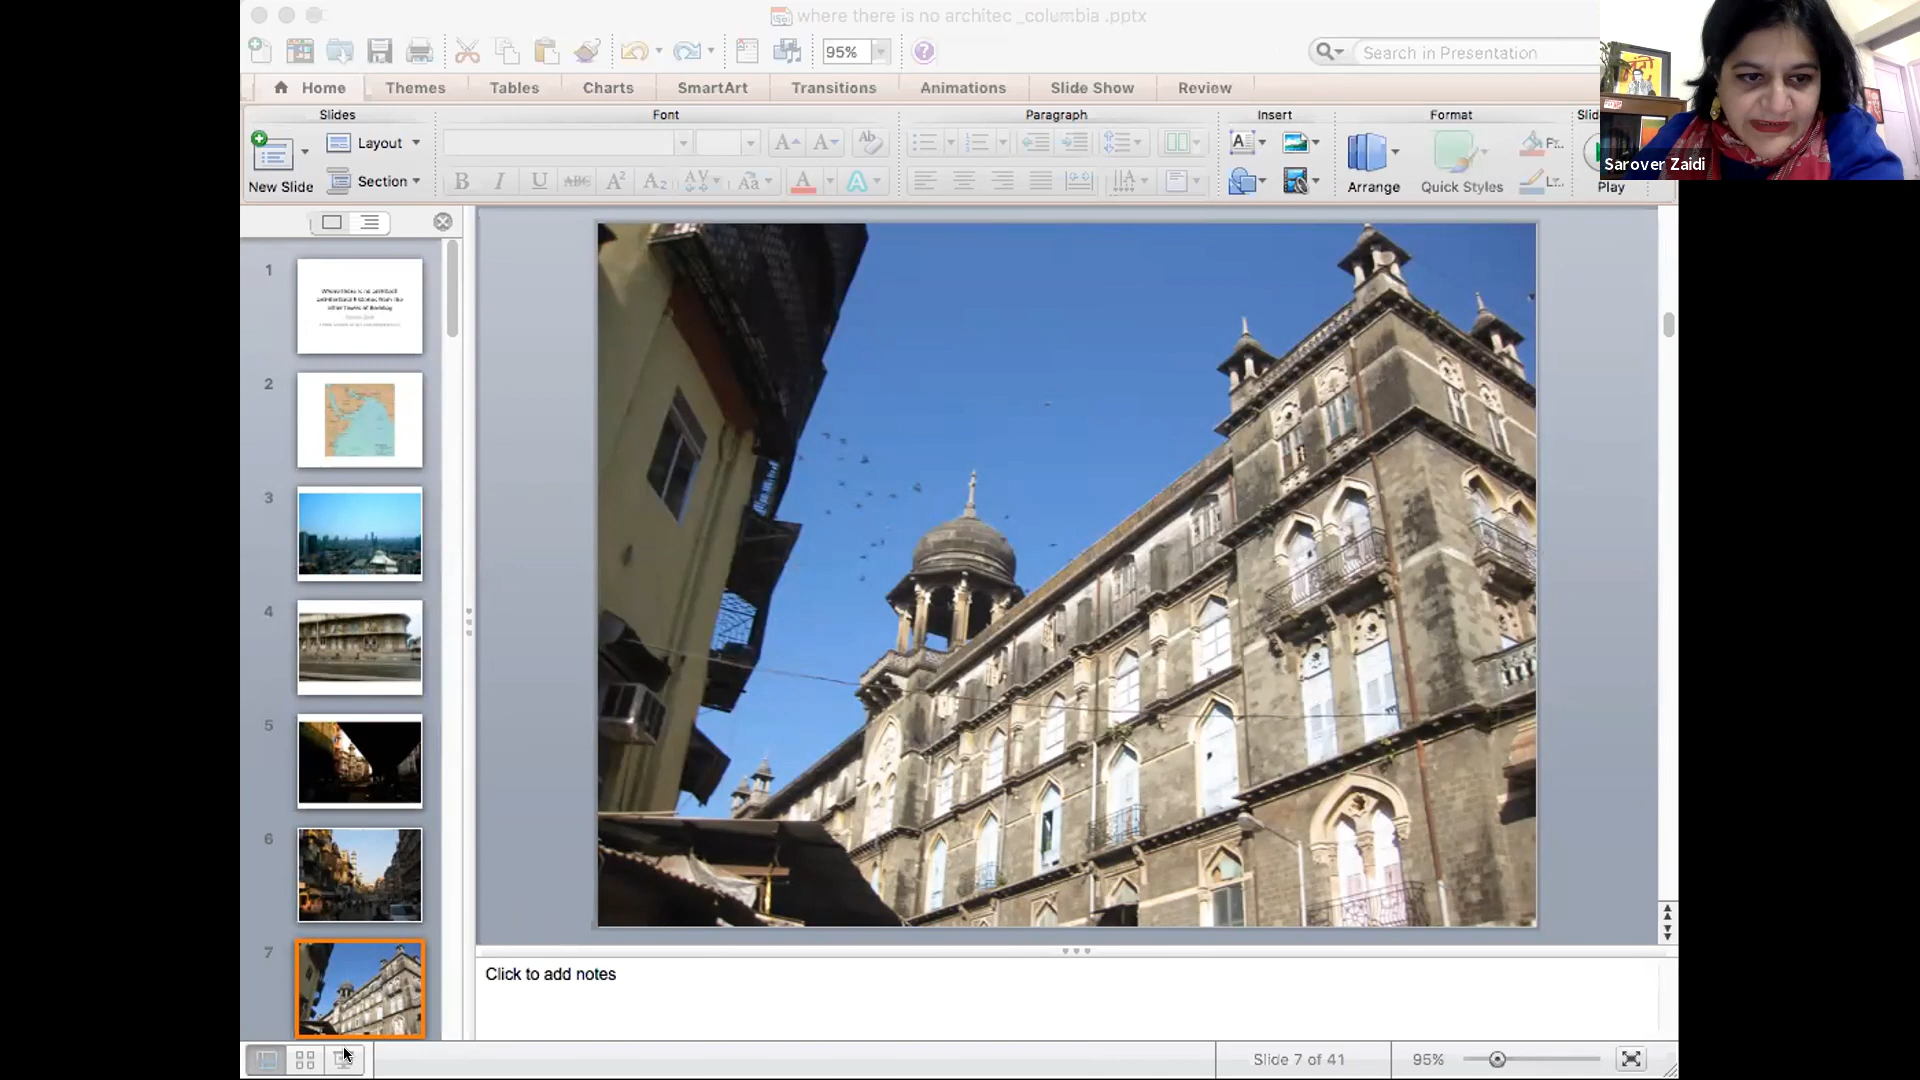 where there is no architec _columbia .pptx
95%
Search in Presentation
Home
Themes
Tables
Charts
SmartArt
Transitions
Animations
Slide Show
Review
Slides
Font
Paragraph
Insert
Format
Slid
New Slide
Layout
Section
Arrange
Quick Styles
F...
L...
Play
Sarover Zaidi
1
2
3
4
5
6
7
Click to add notes
Slide 7 of 41
95%